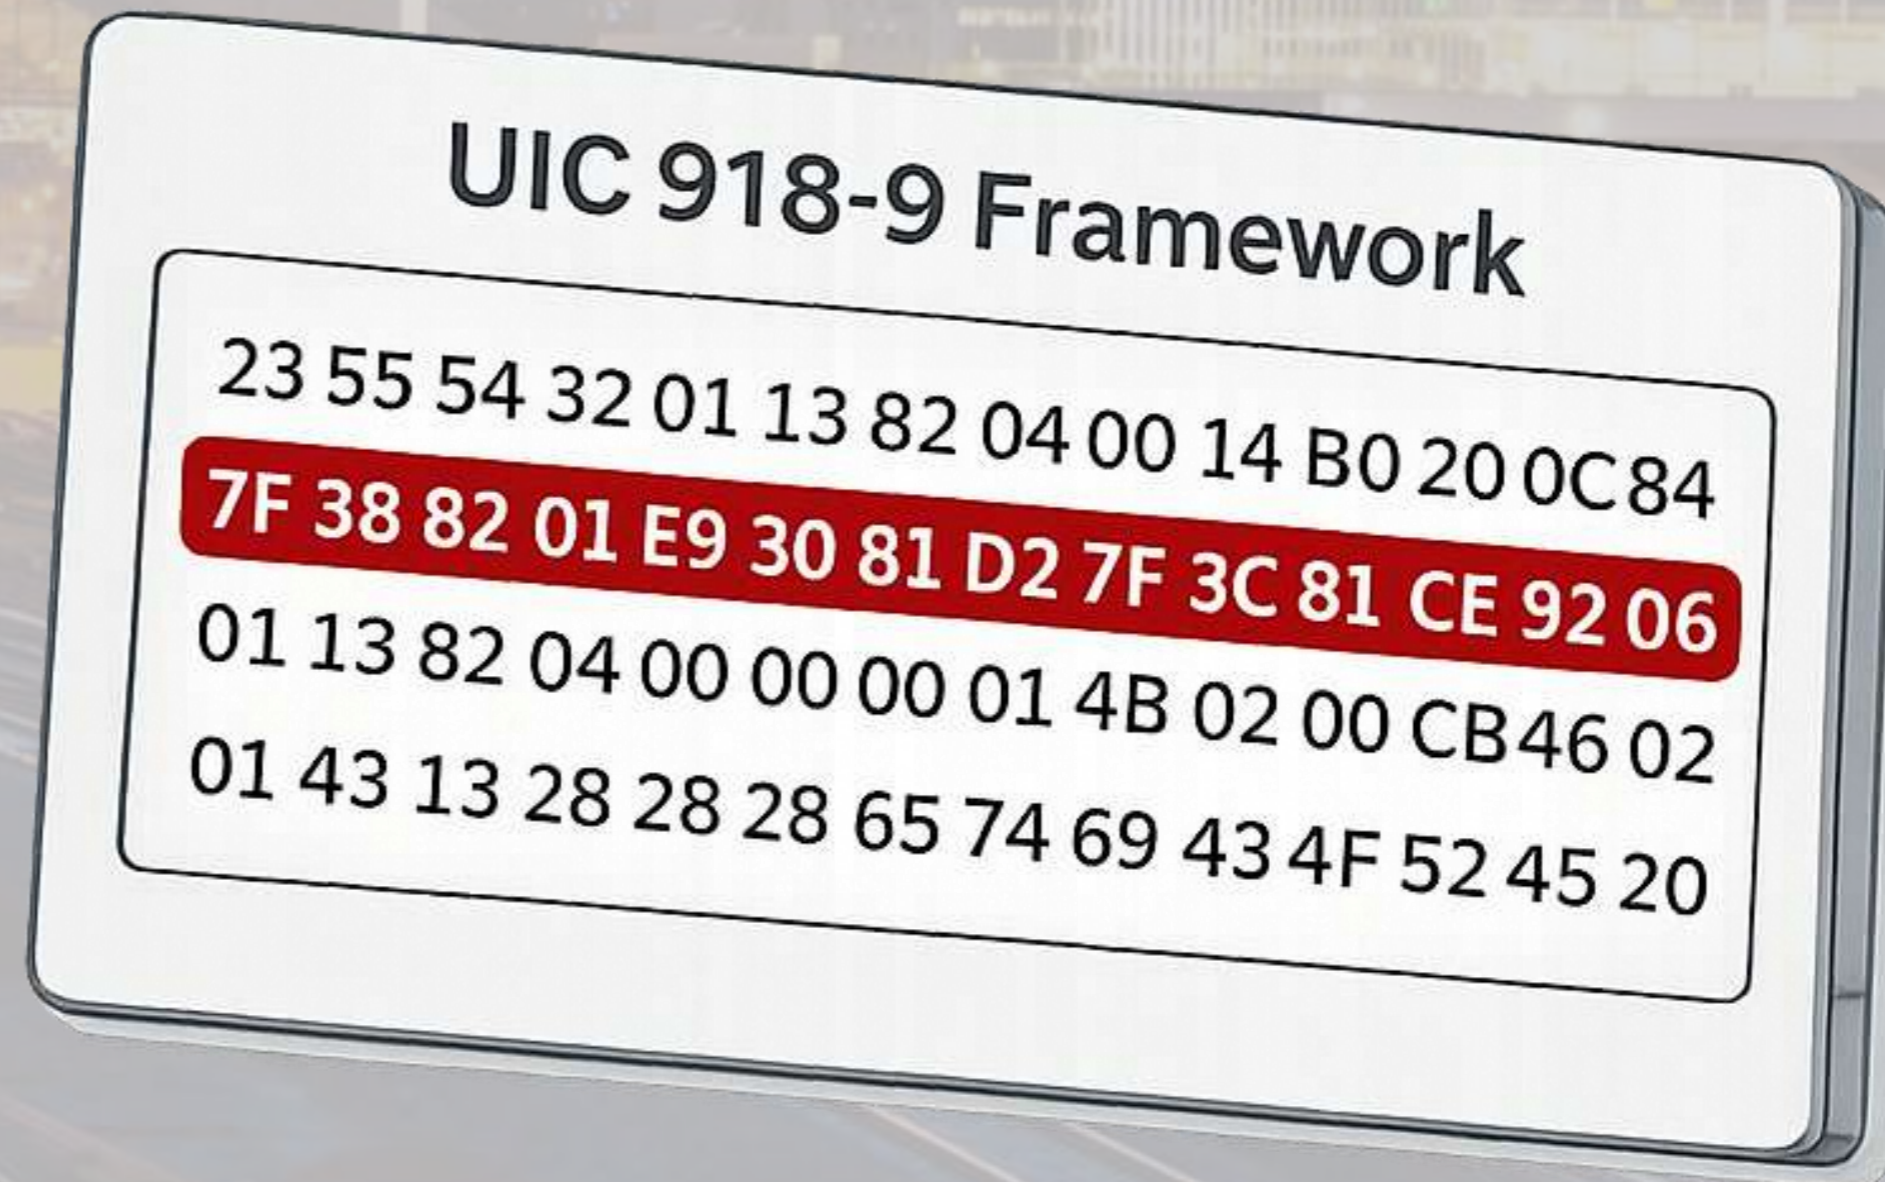 UIC 918-9 Framework
23 55 54 32 01 13 82 04 00 14 B0 20 0C 84
7F 38 82 01 E9 30 81 D2 7F 3C 81 CE 92 06
01 13 82 04 00 00 00 01 4B 02 00 CB 46 02
01 43 13 28 28 28 65 74 69 43 4F 52 45 20